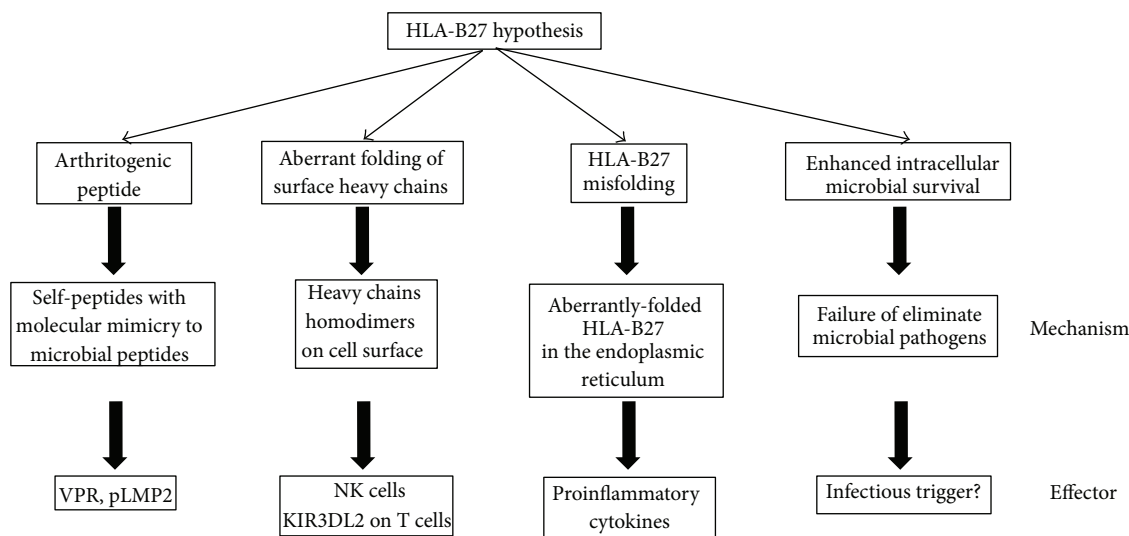 HLA-B27 hypothesis
Arthritogenic
peptide
Aberrant folding of
surface heavy chains
HLA-B27
misfolding
Enhanced intracellular
microbial survival
Self-peptides with
molecular mimicry to
microbial peptides
Heavy chains
homodimers
on cell surface
Aberrantly-folded
HLA-B27
in the endoplasmic
reticulum
Failure of eliminate
microbial pathogens
Mechanism
VPR, pLMP2
NK cells
KIR3DL2 on T cells
Proinflammatory
cytokines
Infectious trigger?
Effector